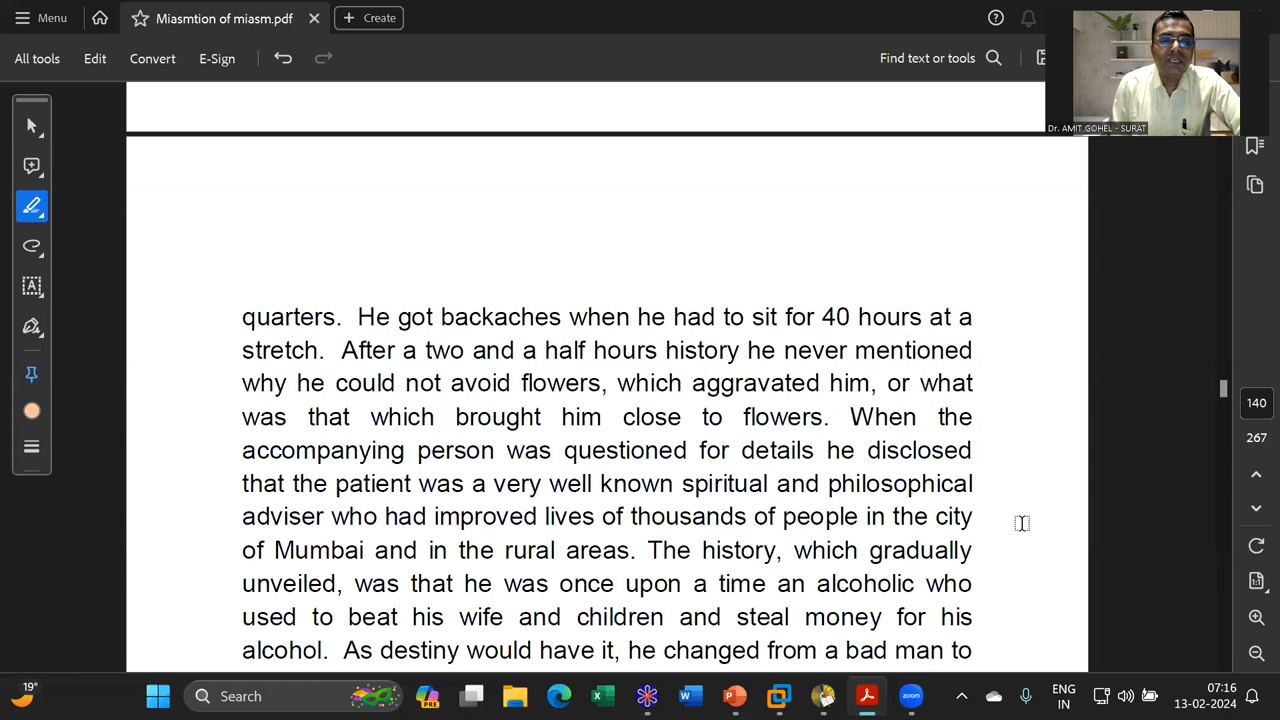 Menu
Miasmtion of miasm.pdf
Create
All tools
Edit
Convert
E-Sign
Find text or tools
Dr. AMIT GOHEL - SURAT
quarters. He got backaches when he had to sit for 40 hours at a
stretch. After a two and a half hours history he never mentioned
why he could not avoid flowers, which aggravated him, or what
was that which brought him close to flowers. When the
accompanying person was questioned for details he disclosed
that the patient was a very well known spiritual and philosophical
adviser who had improved lives of thousands of people in the city
of Mumbai and in the rural areas. The history, which gradually
unveiled, was that he was once upon a time an alcoholic who
used to beat his wife and children and steal money for his
alcohol. As destiny would have it, he changed from a bad man to
140
267
19°
Search
PRE
zoom
ENG
IN
07:16
13-02-2024